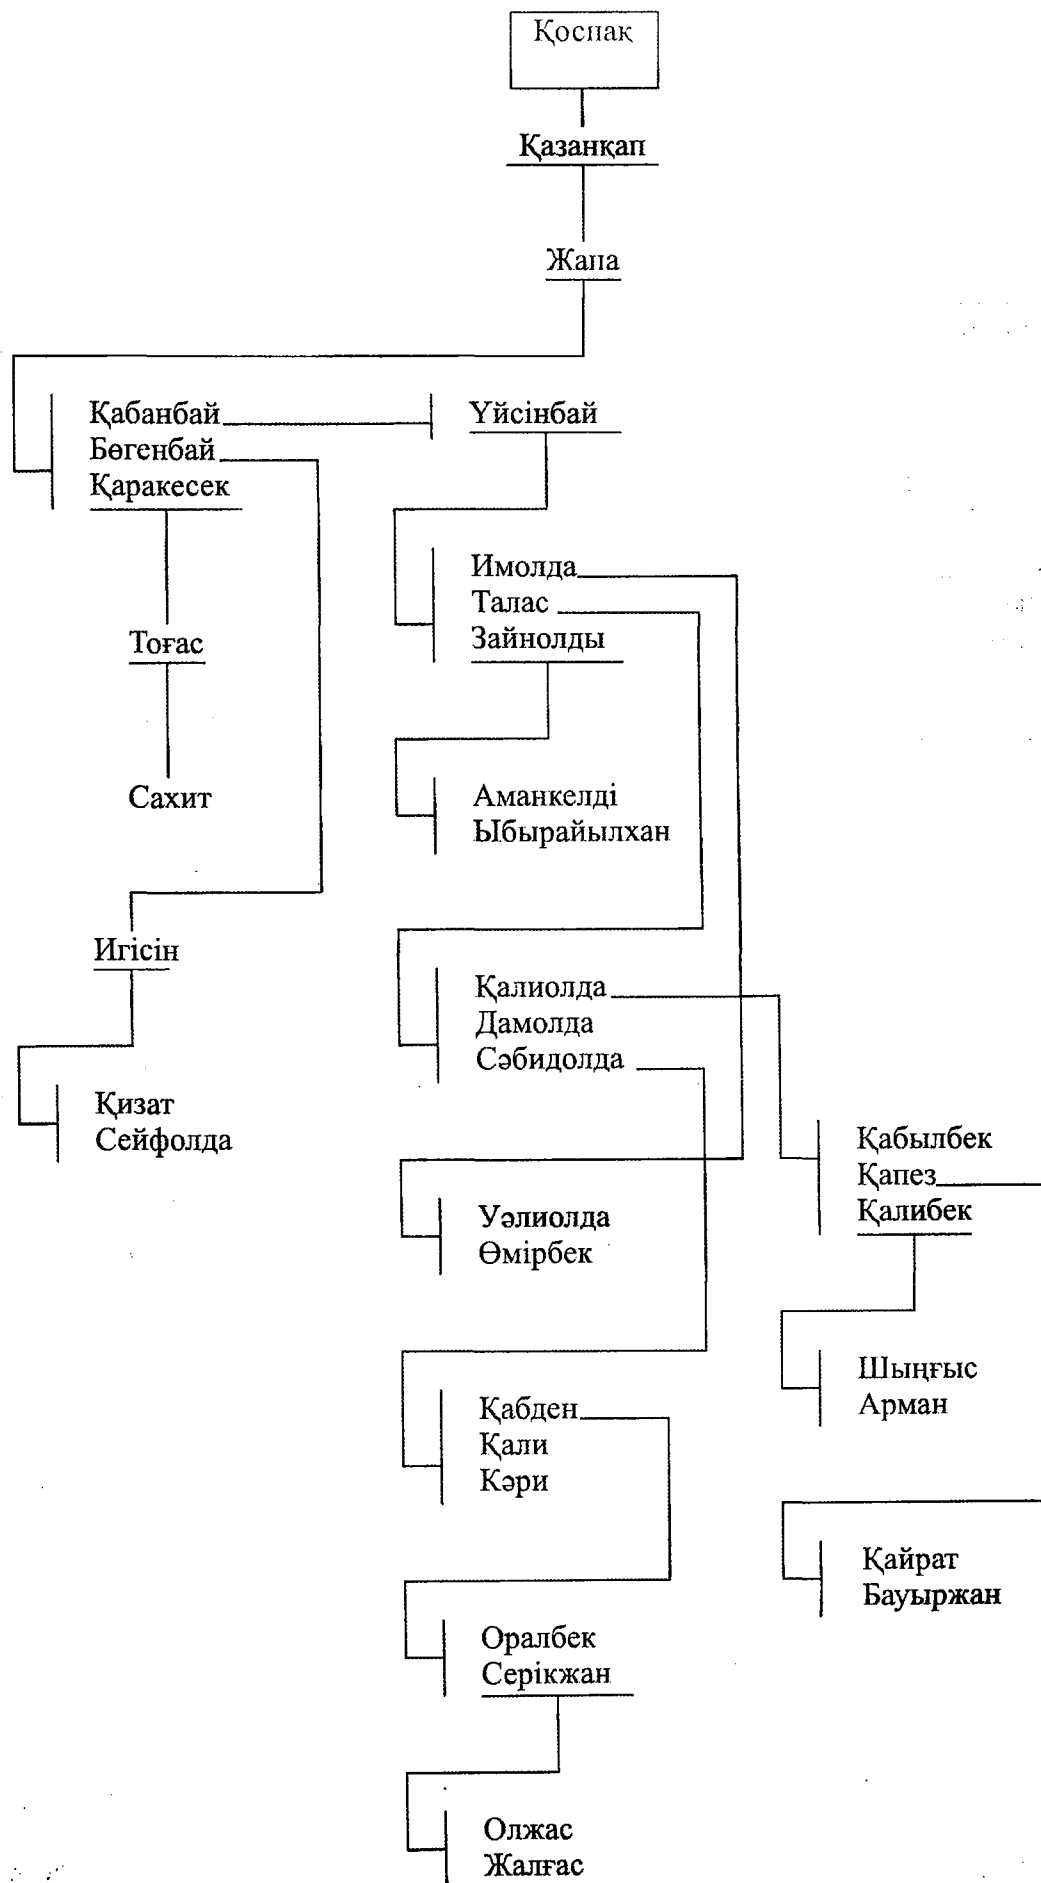 Қоспақ
Қазанқап
Жапа
Қабанбай
Бөгенбай
Қаракесек
Үйсінбай
Имолда
Талас
Зайнолды
Тоғас
Сахит
Аманкелді
Ыбырайылхан
Игісін
Қалиолда
Дамолда
Сәбидолда
Қизат
Сейфолда
Қабылбек
Қапез
Қалибек
Уәлиолда
Өмірбек
Шыңғыс
Арман
Қабден
Қали
Кәри
Қайрат
Бауыржан
Оралбек
Серікжан
Олжас
Жалғас